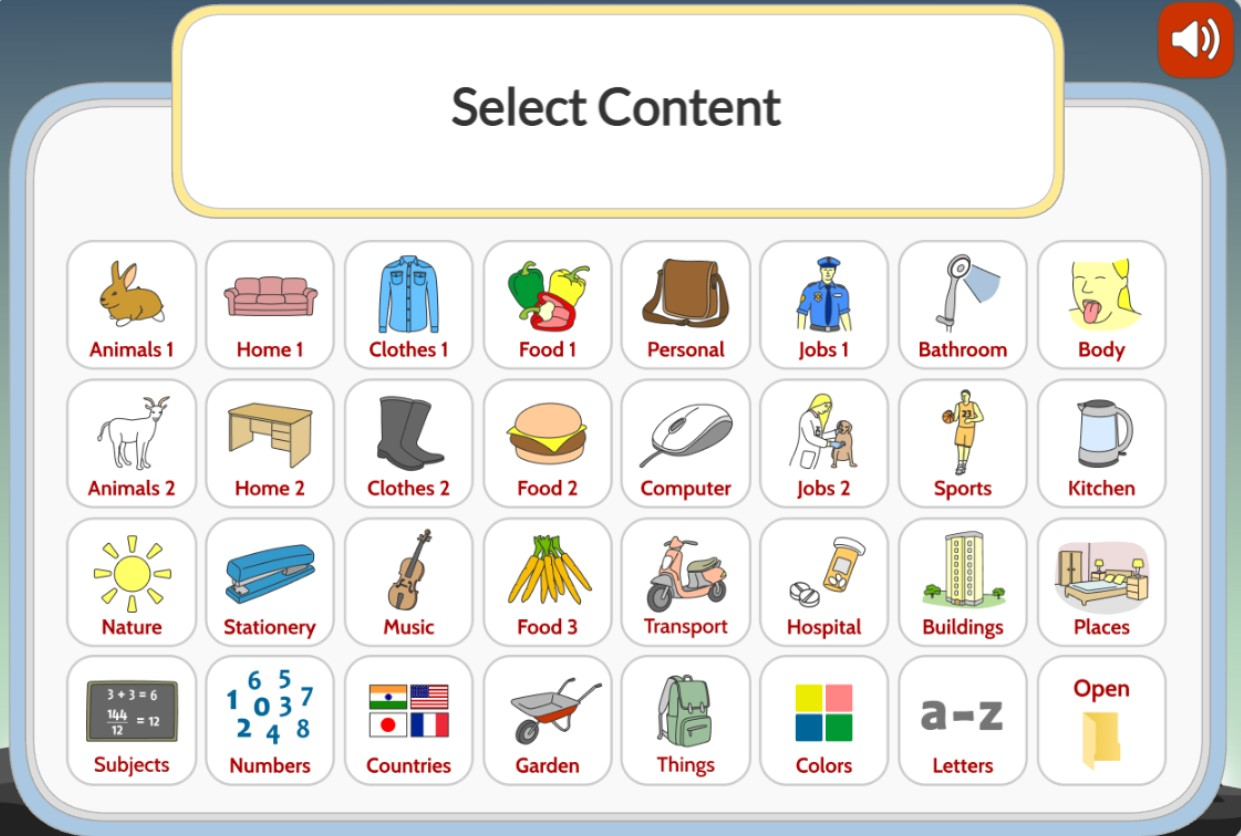 Select Content
Animals 1
Home 1
Clothes 1
Food 1
Personal
Jobs 1
Bathroom
Body
Animals 2
Home 2
Clothes 2
Food 2
Computer
Jobs 2
23
Sports
Kitchen
Nature
Stationery
Music
Food 3
Transport
Hospital
Buildings
Places
3 + 3 = 6
144
12
= 12
Subjects
6 5
1 0 3 7
2 4 8
Numbers
Countries
Garden
Things
Colors
a-z
Letters
Open